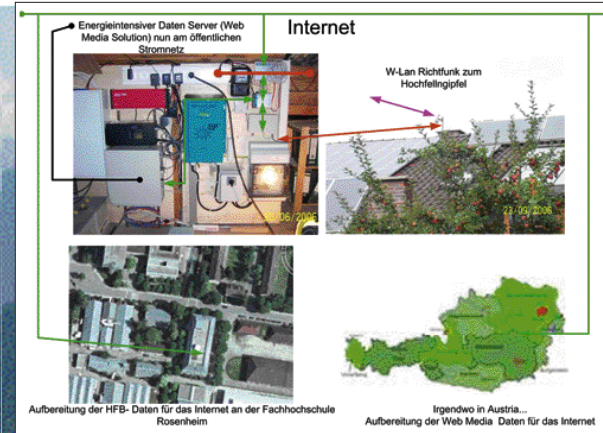 Internet
Energieintensiver Daten Server (Web
Media Solution) nun am öffentlichen
Stromnetz
W-Lan Richtfunk zum
Hochfellngipfel
06/2006
23/09/2006
Aufbereitung der HFB- Daten für das Internet an der Fachhochschule
Rosenheim
Irgendwo in Austria...
Aufbereitung der Web Media Daten für das Internet